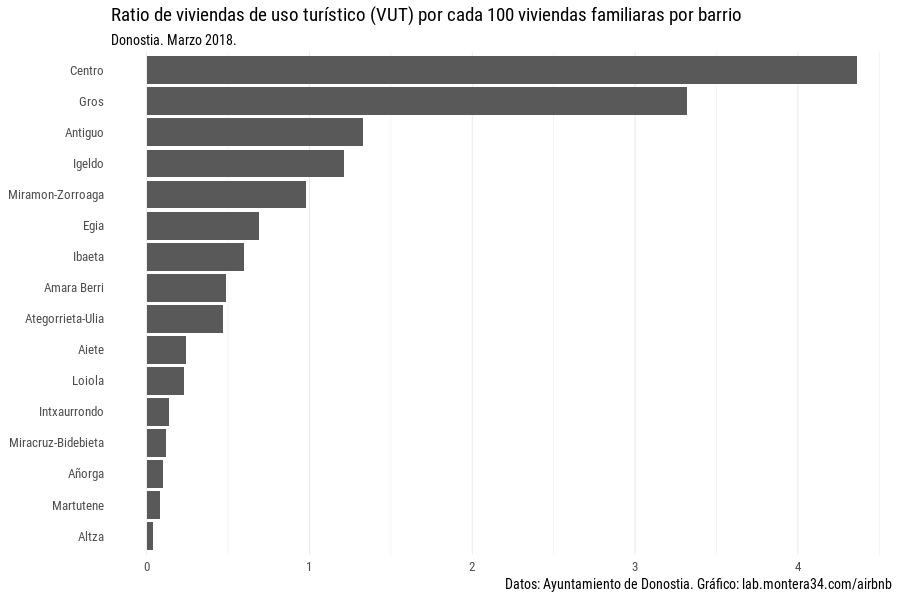 Ratio de viviendas de uso turístico (VUT) por cada 100 viviendas familiaras por barrio
Donostia. Marzo 2018.
Centro
Gros
Antiguo
Igeldo
Miramon-Zorroaga
Egia
Ibaeta
Amara Berri
Ategorrieta-Ulia
Aiete
Loiola
Intxaurrondo
Miracruz-Bidebieta
Añorga
Martutene
Altza
0 1 2 3 4
Datos: Ayuntamiento de Donostia. Gráfico: lab.montera34.com/airbnb